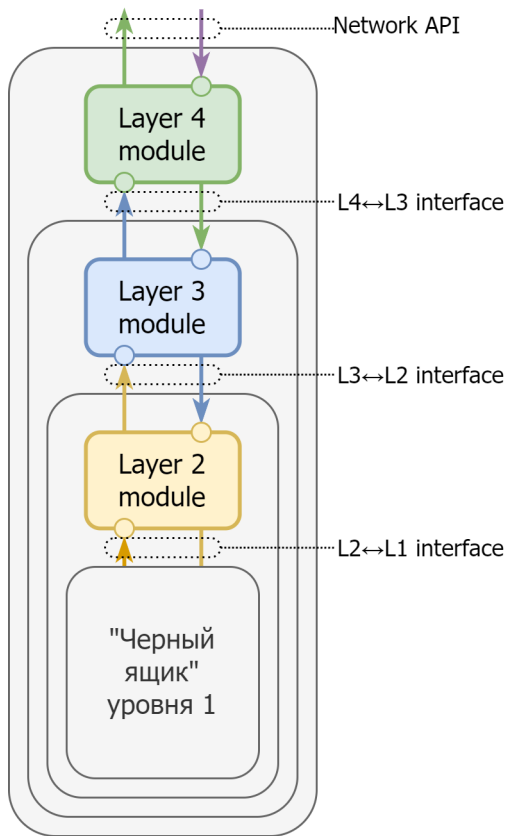 Network API
Layer 4
module
L4↔L3 interface
Layer 3
module
L3↔L2 interface
Layer 2
module
L2↔L1 interface
"Черный
ящик"
уровня 1